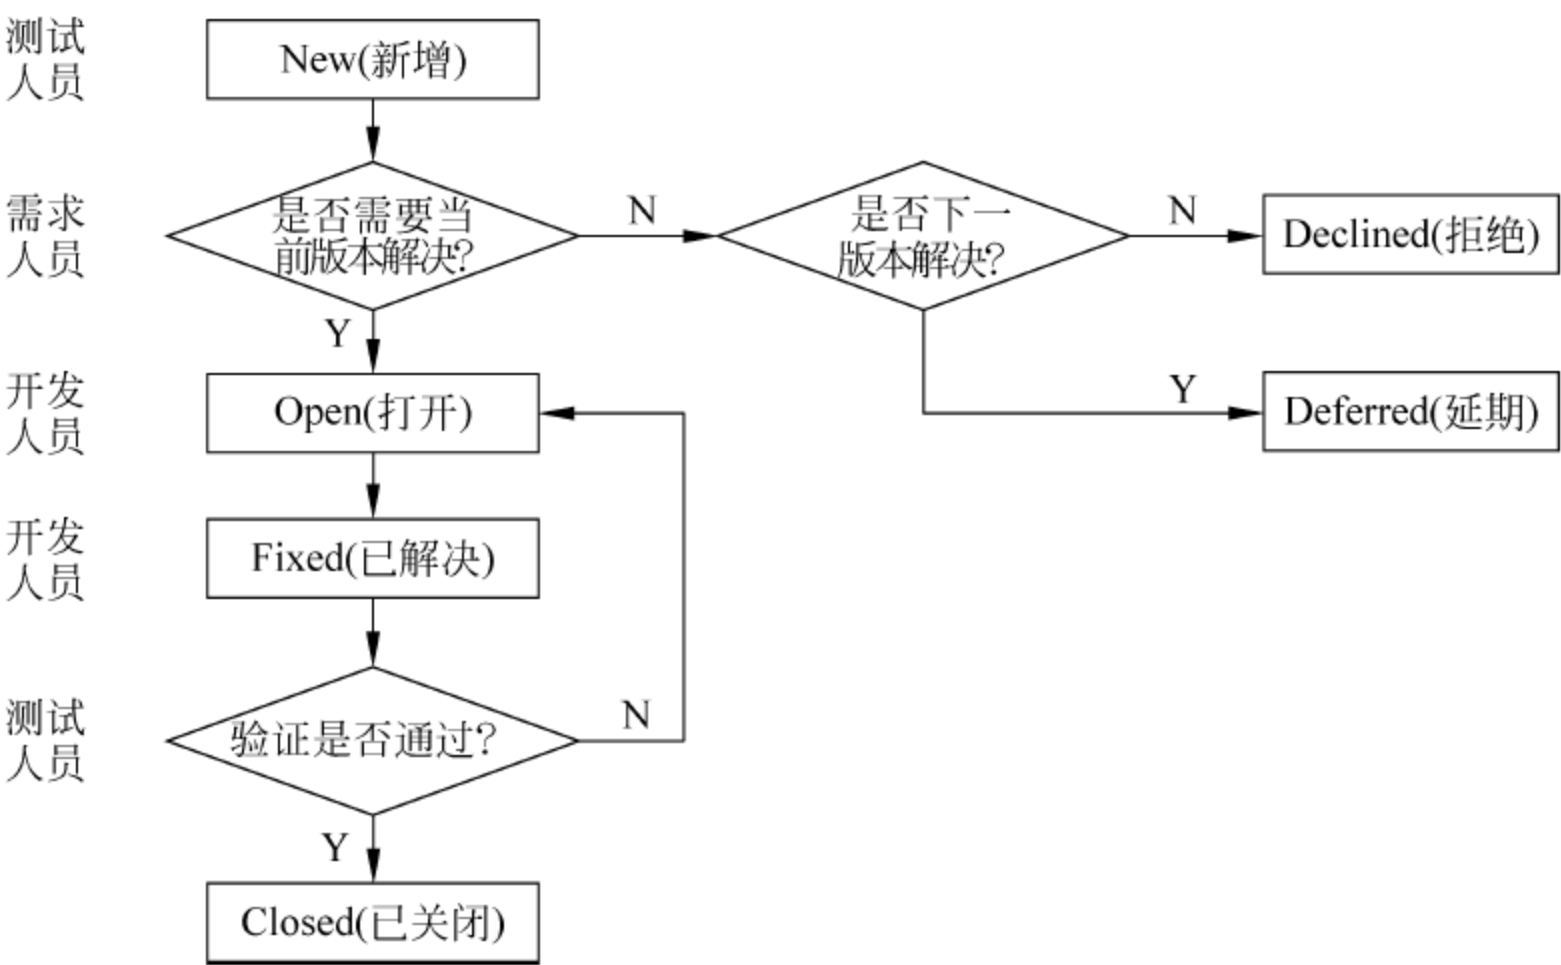 测试
人员
New(新增)
需求
人员
是否需要当
前版本解决?
N
是否下一
版本解决?
N
Declined(拒绝)
Y
开发
人员
Open(打开)
Y
Deferred(延期)
开发
人员
Fixed(已解决)
测试
人员
验证是否通过?
N
Y
Closed(已关闭)